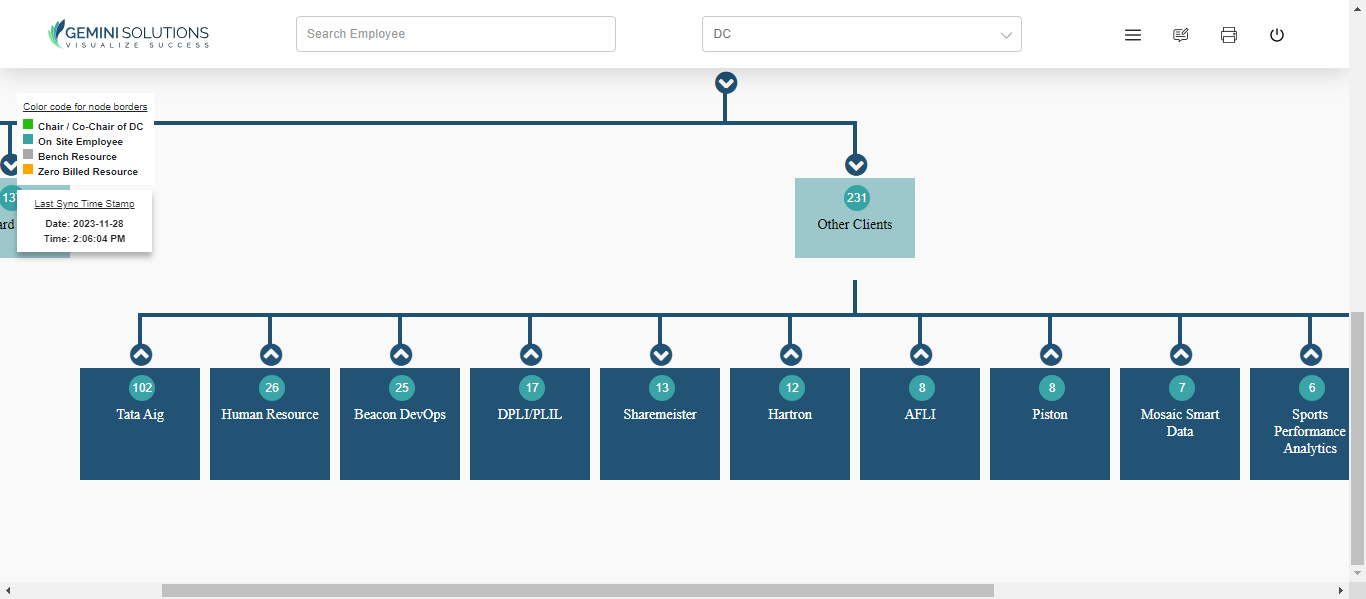 GEMINI SOLUTIONS
VISUALIZE SUCCESS
Search Employee
DC
Color code for node borders
Chair / Co-Chair of DC
On Site Employee
Bench Resource
Zero Billed Resource
Last Sync Time Stamp
Date: 2023-11-28
Time: 2:06:04 PM
231
Other Clients
102
Tata Aig
26
Human Resource
25
Beacon DevOps
17
DPLI/PLIL
13
Sharemeister
12
Hartron
8
AFLI
8
Piston
7
Mosaic Smart
Data
6
Sports
Performance
Analytics